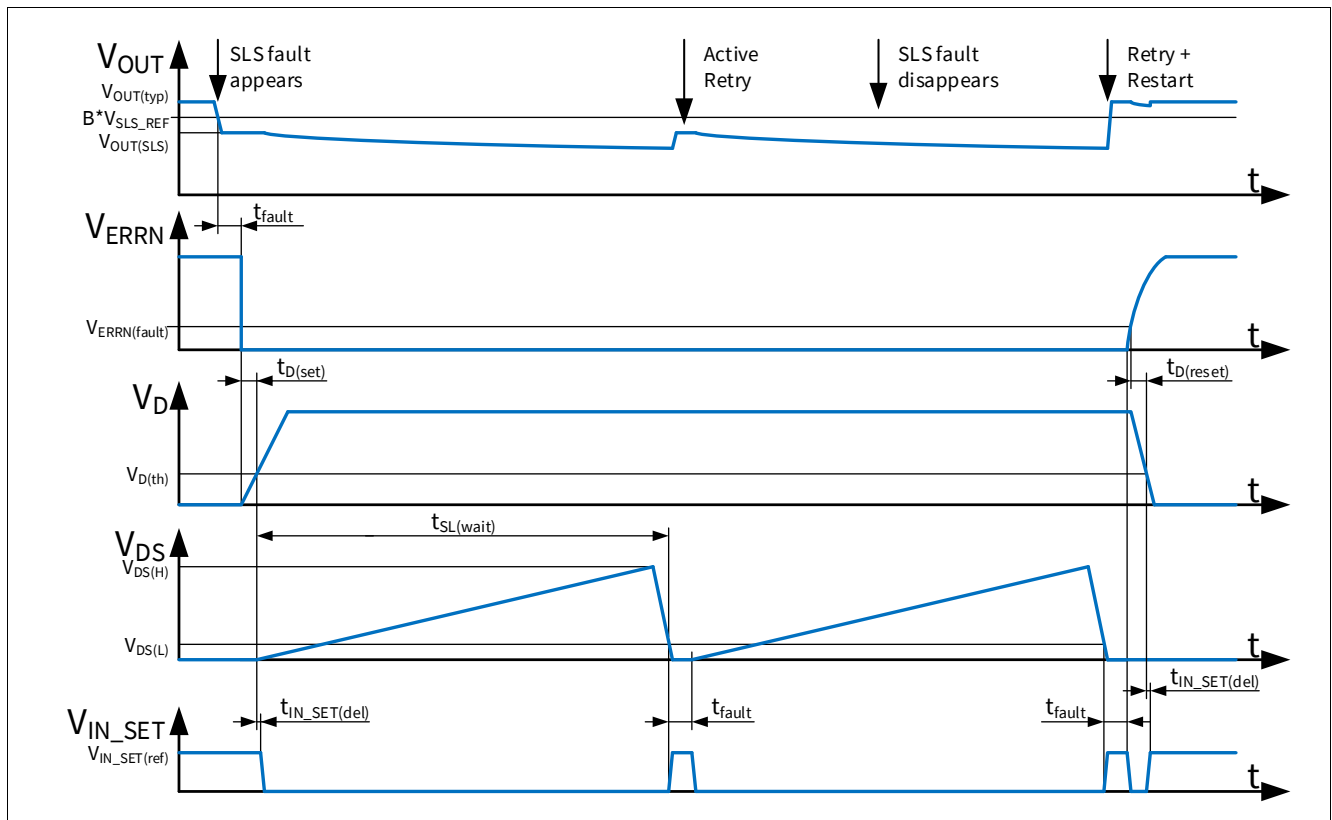 SLS fault
appears
Active
Retry
SLS fault
disappears
Retry +
Restart
VOUT
VOUT(typ)
B*VSLS_REF
VOUT(SLS)
t
tfault
VERRN
VERRN(fault)
t
tD(set)
tD(reset)
VD
VD(th)
t
tSL(wait)
VDS
VDS(H)
VDS(L)
t
tIN_SET(del)
tIN_SET(del)
tfault
tfault
VIN_SET
VIN_SET(ref)
t